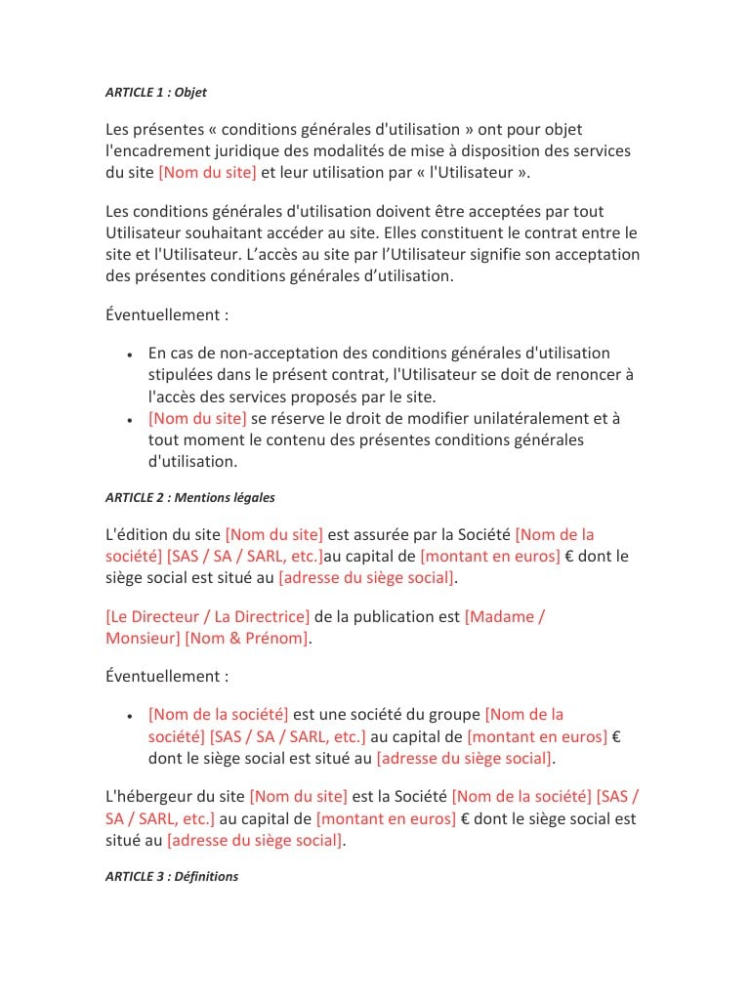 ARTICLE 1 : Objet
Les présentes « conditions générales d'utilisation » ont pour objet
l'encadrement juridique des modalités de mise à disposition des services
du site [Nom du site] et leur utilisation par « l'Utilisateur ».
Les conditions générales d'utilisation doivent être acceptées par tout
Utilisateur souhaitant accéder au site. Elles constituent le contrat entre le
site et l'Utilisateur. L’accès au site par l’Utilisateur signifie son acceptation
des présentes conditions générales d’utilisation.
Éventuellement :
• En cas de non-acceptation des conditions générales d'utilisation
stipulées dans le présent contrat, l'Utilisateur se doit de renoncer à
l'accès des services proposés par le site.
• [Nom du site] se réserve le droit de modifier unilatéralement et à
tout moment le contenu des présentes conditions générales
d'utilisation.
ARTICLE 2 : Mentions légales
L'édition du site [Nom du site] est assurée par la Société [Nom de la
société] [SAS / SA / SARL, etc.]au capital de [montant en euros] € dont le
siège social est situé au [adresse du siège social].
[Le Directeur / La Directrice] de la publication est [Madame /
Monsieur] [Nom & Prénom].
Éventuellement :
• [Nom de la société] est une société du groupe [Nom de la
société] [SAS / SA / SARL, etc.] au capital de [montant en euros] €
dont le siège social est situé au [adresse du siège social].
L'hébergeur du site [Nom du site] est la Société [Nom de la société] [SAS /
SA / SARL, etc.] au capital de [montant en euros] € dont le siège social est
situé au [adresse du siège social].
ARTICLE 3 : Définitions